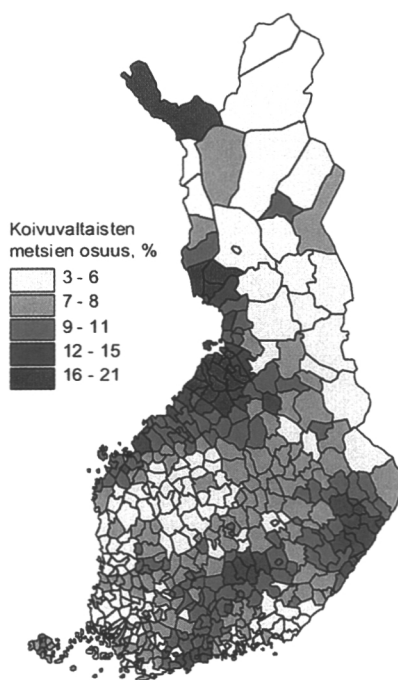 Koivuvaltaisten
metsien osuus, %
3 - 6
7 - 8
9 - 11
12 - 15
16 - 21